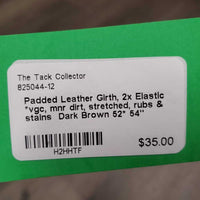 The Tack Collector
825044-12
Padded Leather Girth, 2x Elastic
*vgc, mnr dirt, stretched, rubs &
stains Dark Brown 52* 54"
H2HHTF
$35.00